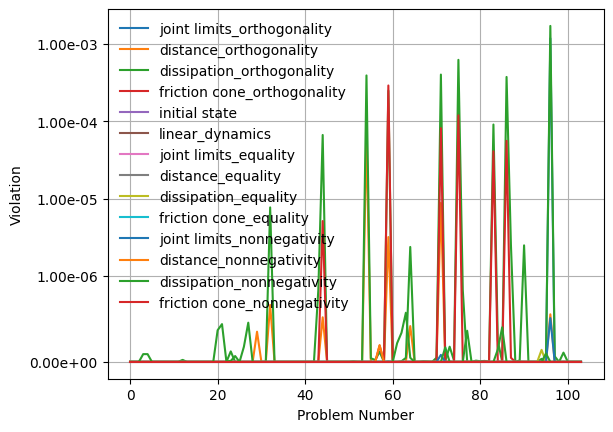 joint limits_orthogonality
distance_orthogonality
dissipation_orthogonality
friction cone_orthogonality
initial state
linear_dynamics
joint limits_equality
distance_equality
dissipation_equality
friction cone_equality
joint limits_nonnegativity
distance_nonnegativity
dissipation_nonnegativity
friction cone_nonnegativity
1.00e-03
1.00e-04
1.00e-05
1.00e-06
0.00e+00
Violation
0 20 40 60 80 100
Problem Number